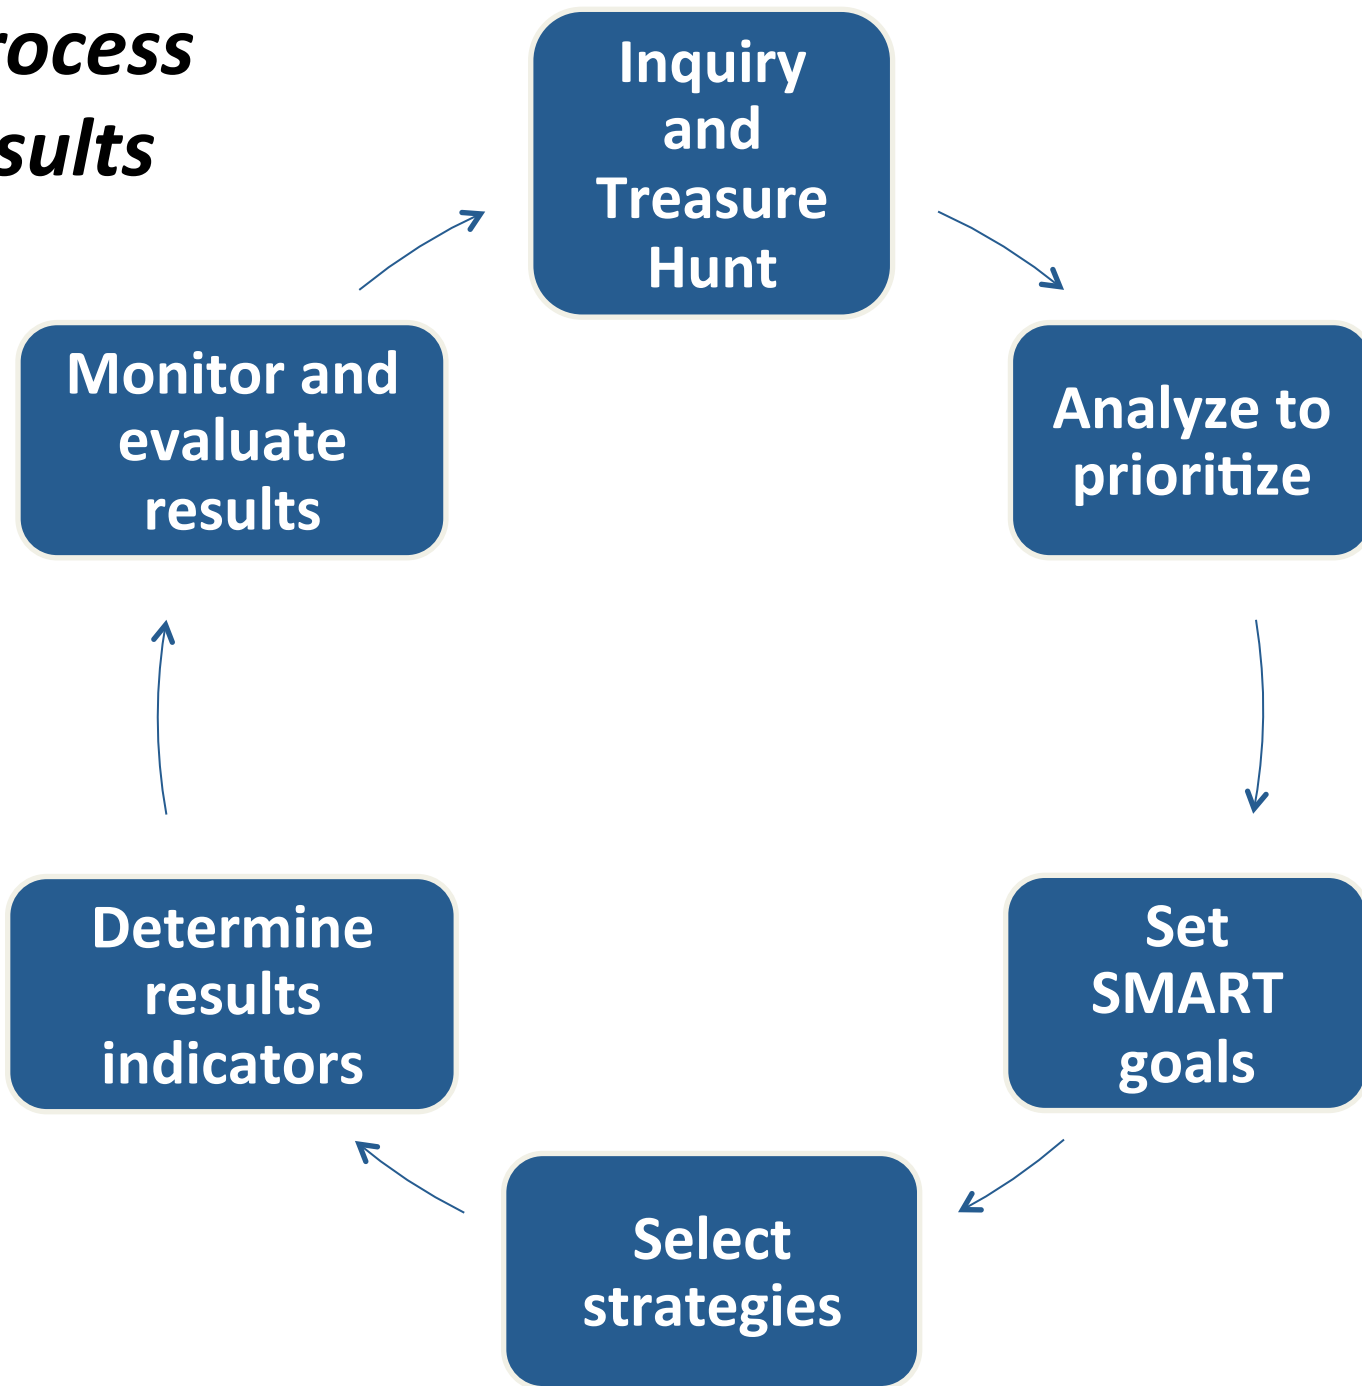 rocess
sults
Inquiry
and
Treasure
Hunt
Analyze to
prioritize
Set
SMART
goals
Select
strategies
Determine
results
indicators
Monitor and
evaluate
results